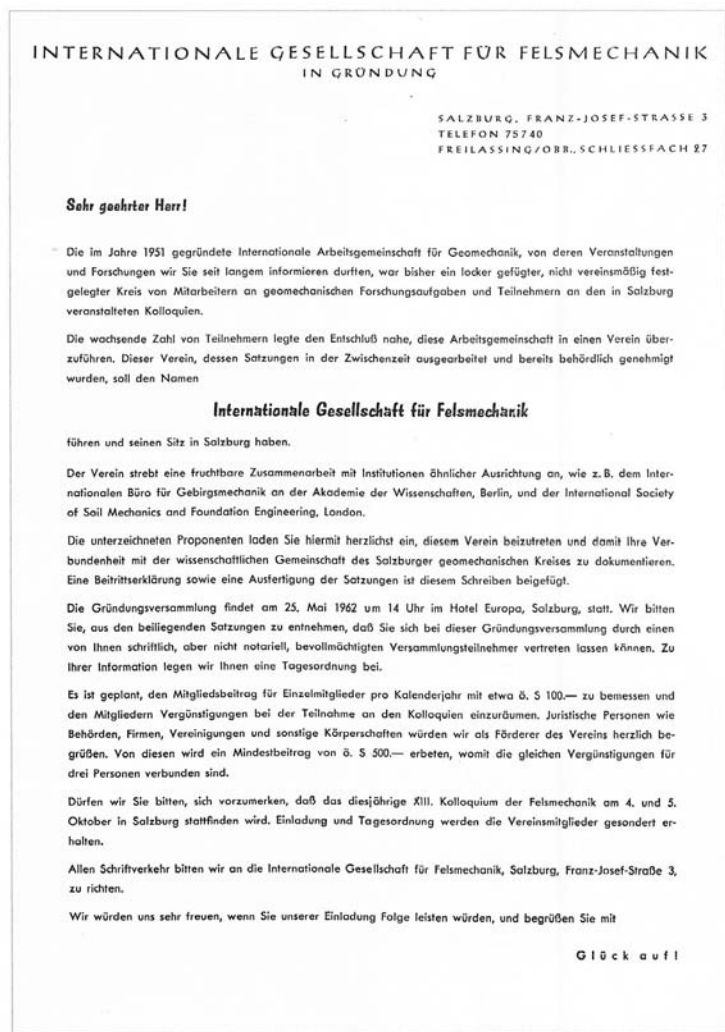 INTERNATIONALE GESELLSCHAFT FÜR FELSMECHANIK
IN GRÜNDUNG
SALZBURG, FRANZ-JOSEF-STRASSE 3
TELEFON 75740
FREILASSING/OBB., SCHLIESSFACH 27
Sehr geehrter Herr!
Die im Jahre 1951 gegründete Internationale Arbeitsgemeinschaft für Geomechanik, von deren Veranstaltungen
und Forschungen wir Sie seit langem informieren durften, war bisher ein locker gefügter, nicht vereinsmäßig fest-
gelegter Kreis von Mitarbeitern an geomechanischen Forschungsaufgaben und Teilnehmern an den in Salzburg
veranstalteten Kolloquien.
Die wachsende Zahl von Teilnehmern legte den Entschluß nahe, diese Arbeitsgemeinschaft in einen Verein über-
zuführen. Dieser Verein, dessen Satzungen in der Zwischenzeit ausgearbeitet und bereits behördlich genehmigt
wurden, soll den Namen
Internationale Gesellschaft für Felsmechanik
führen und seinen Sitz in Salzburg haben.
Der Verein strebt eine fruchtbare Zusammenarbeit mit Institutionen ähnlicher Ausrichtung an, wie z. B. dem Inter-
nationalen Büro für Gebirgsmechanik an der Akademie der Wissenschaften, Berlin, und der International Society
of Soil Mechanics and Foundation Engineering, London.
Die unterzeichneten Proponenten laden Sie hiermit herzlichst ein, diesem Verein beizutreten und damit Ihre Ver-
bundenheit mit der wissenschaftlichen Gemeinschaft des Salzburger geomechanischen Kreises zu dokumentieren.
Eine Beitrittserklärung sowie eine Ausfertigung der Satzungen ist diesem Schreiben beigefügt.
Die Gründungsversammlung findet am 25. Mai 1962 um 14 Uhr im Hotel Europa, Salzburg, statt. Wir bitten
Sie, aus den beiliegenden Satzungen zu entnehmen, daß Sie sich bei dieser Gründungsversammlung durch einen
von Ihnen schriftlich, aber nicht notariell, bevollmächtigten Versammlungsteilnehmer vertreten lassen können. Zu
Ihrer Information legen wir Ihnen eine Tagesordnung bei.
Es ist geplant, den Mitgliedsbeitrag für Einzelmitglieder pro Kalenderjahr mit etwa ö. S 100.— zu bemessen und
den Mitgliedern Vergünstigungen bei der Teilnahme an den Kolloquien einzuräumen. Juristische Personen wie
Behörden, Firmen, Vereinigungen und sonstige Körperschaften würden wir als Förderer des Vereins herzlich be-
grüßen. Von diesen wird ein Mindestbeitrag von ö. S 500.— erbeten, womit die gleichen Vergünstigungen für
drei Personen verbunden sind.
Dürfen wir Sie bitten, sich vorzumerken, daß das diesjährige XIII. Kolloquium der Felsmechanik am 4. und 5.
Oktober in Salzburg stattfinden wird. Einladung und Tagesordnung werden die Vereinsmitglieder gesondert er-
halten.
Allen Schriftverkehr bitten wir an die Internationale Gesellschaft für Felsmechanik, Salzburg, Franz-Josef-Straße 3,
zu richten.
Wir würden uns sehr freuen, wenn Sie unserer Einladung Folge leisten würden, und begrüßen Sie mit
Glück auf!